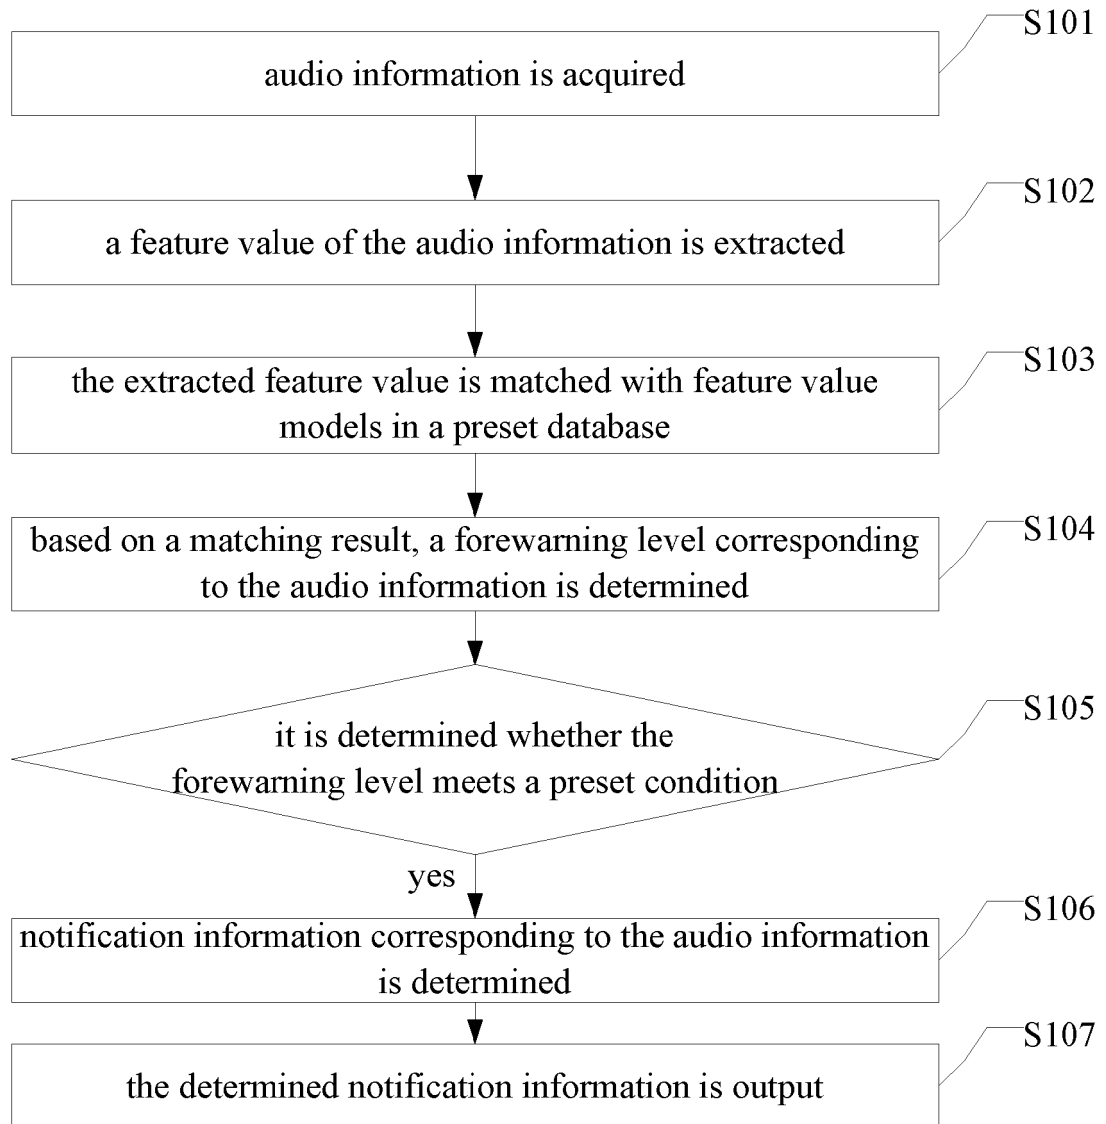 S101
audio information is acquired
S102
a feature value of the audio information is extracted
S103
the extracted feature value is matched with feature value
models in a preset database
S104
based on a matching result, a forewarning level corresponding
to the audio information is determined
S105
it is determined whether the
forewarning level meets a preset condition
yes
S106
notification information corresponding to the audio information
is determined
S107
the determined notification information is output